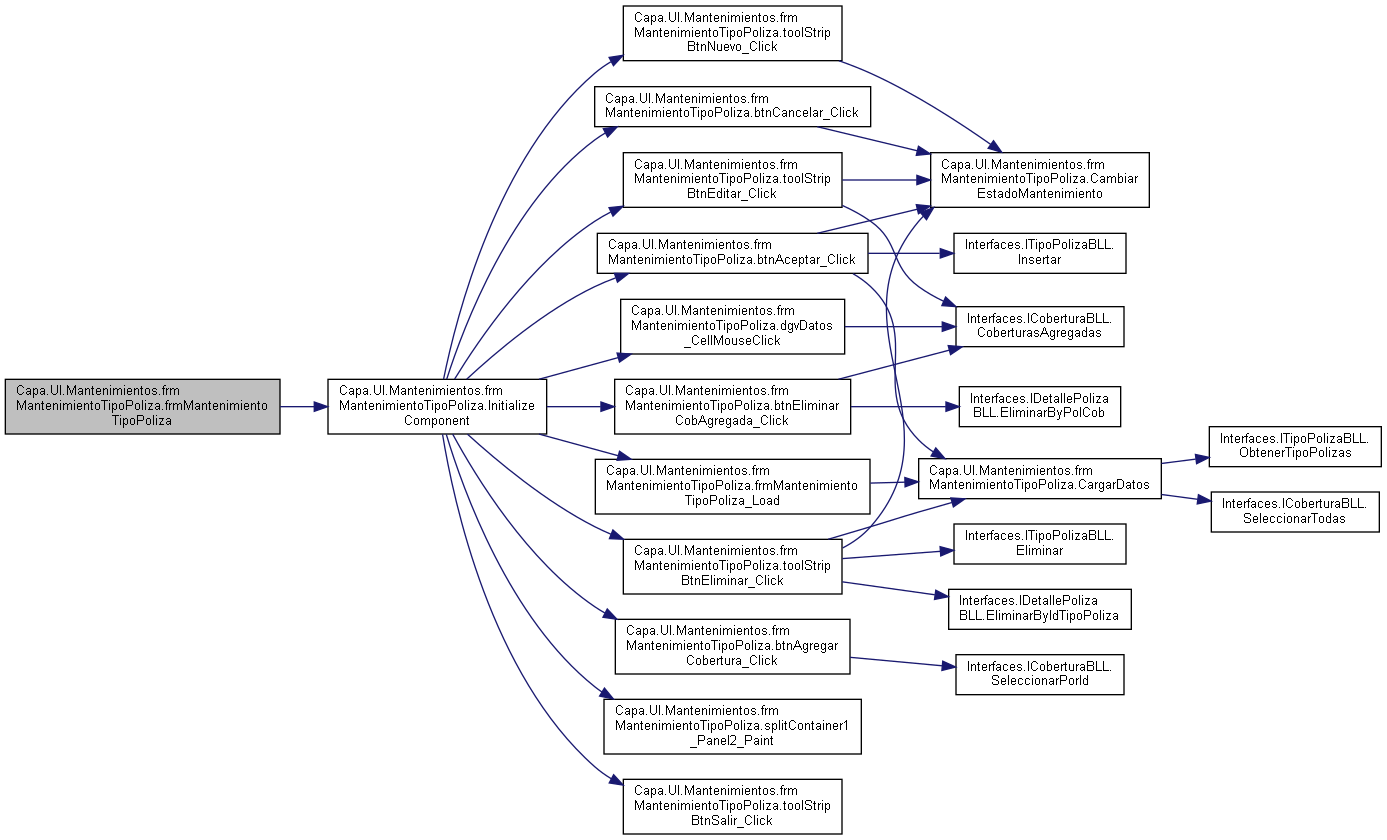 Capa.UI.Mantenimientos.frm
MantenimientoTipoPoliza.frmMantenimiento
TipoPoliza
Capa.UI.Mantenimientos.frm
MantenimientoTipoPoliza.Initialize
Component
Capa.UI.Mantenimientos.frm
MantenimientoTipoPoliza.toolStrip
BtnNuevo_Click
Capa.UI.Mantenimientos.frm
MantenimientoTipoPoliza.btnCancelar_Click
Capa.UI.Mantenimientos.frm
MantenimientoTipoPoliza.toolStrip
BtnEditar_Click
Capa.UI.Mantenimientos.frm
MantenimientoTipoPoliza.btnAceptar_Click
Capa.UI.Mantenimientos.frm
MantenimientoTipoPoliza.dgvDatos
_CellMouseClick
Capa.UI.Mantenimientos.frm
MantenimientoTipoPoliza.btnEliminar
CobAgregada_Click
Capa.UI.Mantenimientos.frm
MantenimientoTipoPoliza.frmMantenimiento
TipoPoliza_Load
Capa.UI.Mantenimientos.frm
MantenimientoTipoPoliza.toolStrip
BtnEliminar_Click
Capa.UI.Mantenimientos.frm
MantenimientoTipoPoliza.btnAgregar
Cobertura_Click
Capa.UI.Mantenimientos.frm
MantenimientoTipoPoliza.splitContainer1
_Panel2_Paint
Capa.UI.Mantenimientos.frm
MantenimientoTipoPoliza.toolStrip
BtnSalir_Click
Capa.UI.Mantenimientos.frm
MantenimientoTipoPoliza.Cambiar
EstadoMantenimiento
Interfaces.ITipoPolizaBLL.
Insertar
Interfaces.ICoberturaBLL.
CoberturasAgregadas
Interfaces.IDetallePoliza
BLL.EliminarByPolCob
Capa.UI.Mantenimientos.frm
MantenimientoTipoPoliza.CargarDatos
Interfaces.ITipoPolizaBLL.
Eliminar
Interfaces.IDetallePoliza
BLL.EliminarByIdTipoPoliza
Interfaces.ICoberturaBLL.
SeleccionarPorId
Interfaces.ITipoPolizaBLL.
ObtenerTipoPolizas
Interfaces.ICoberturaBLL.
SeleccionarTodas